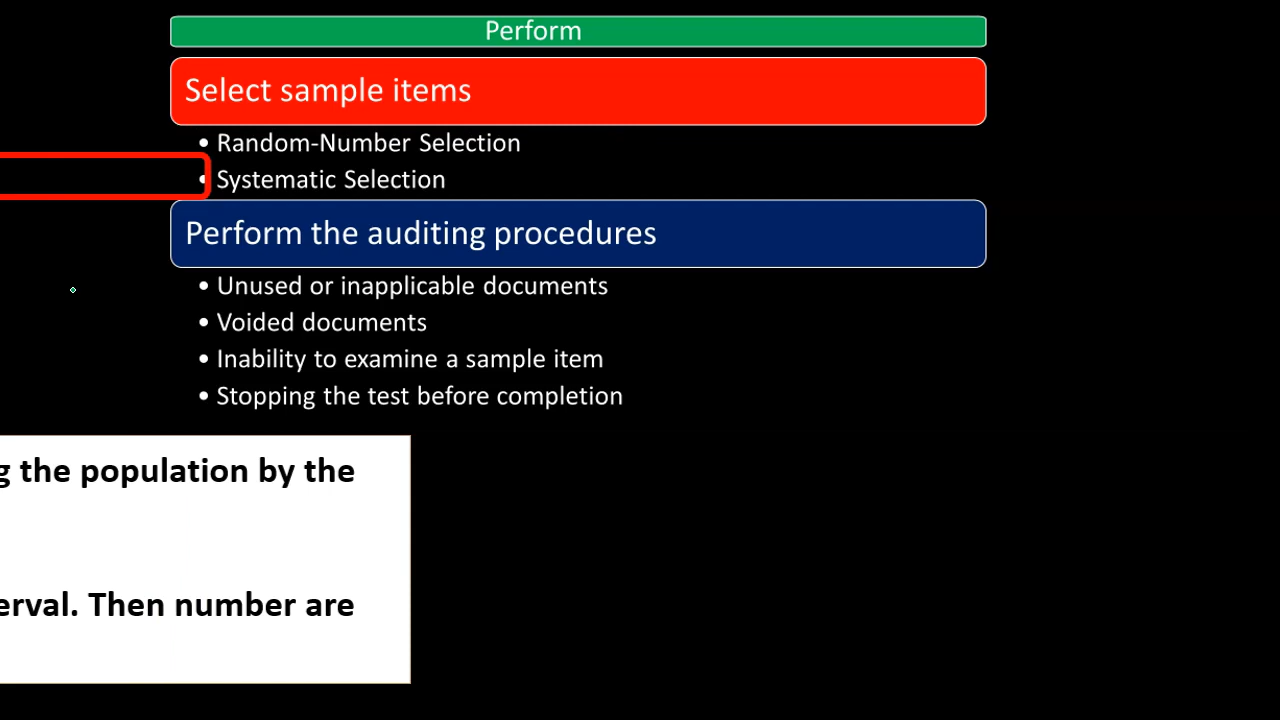 Perform
Select sample items
• Random-Number Selection
• Systematic Selection
Perform the auditing procedures
• Unused or inapplicable documents
• Voided documents
• Inability to examine a sample item
• Stopping the test before completion
the population by the
Then number are